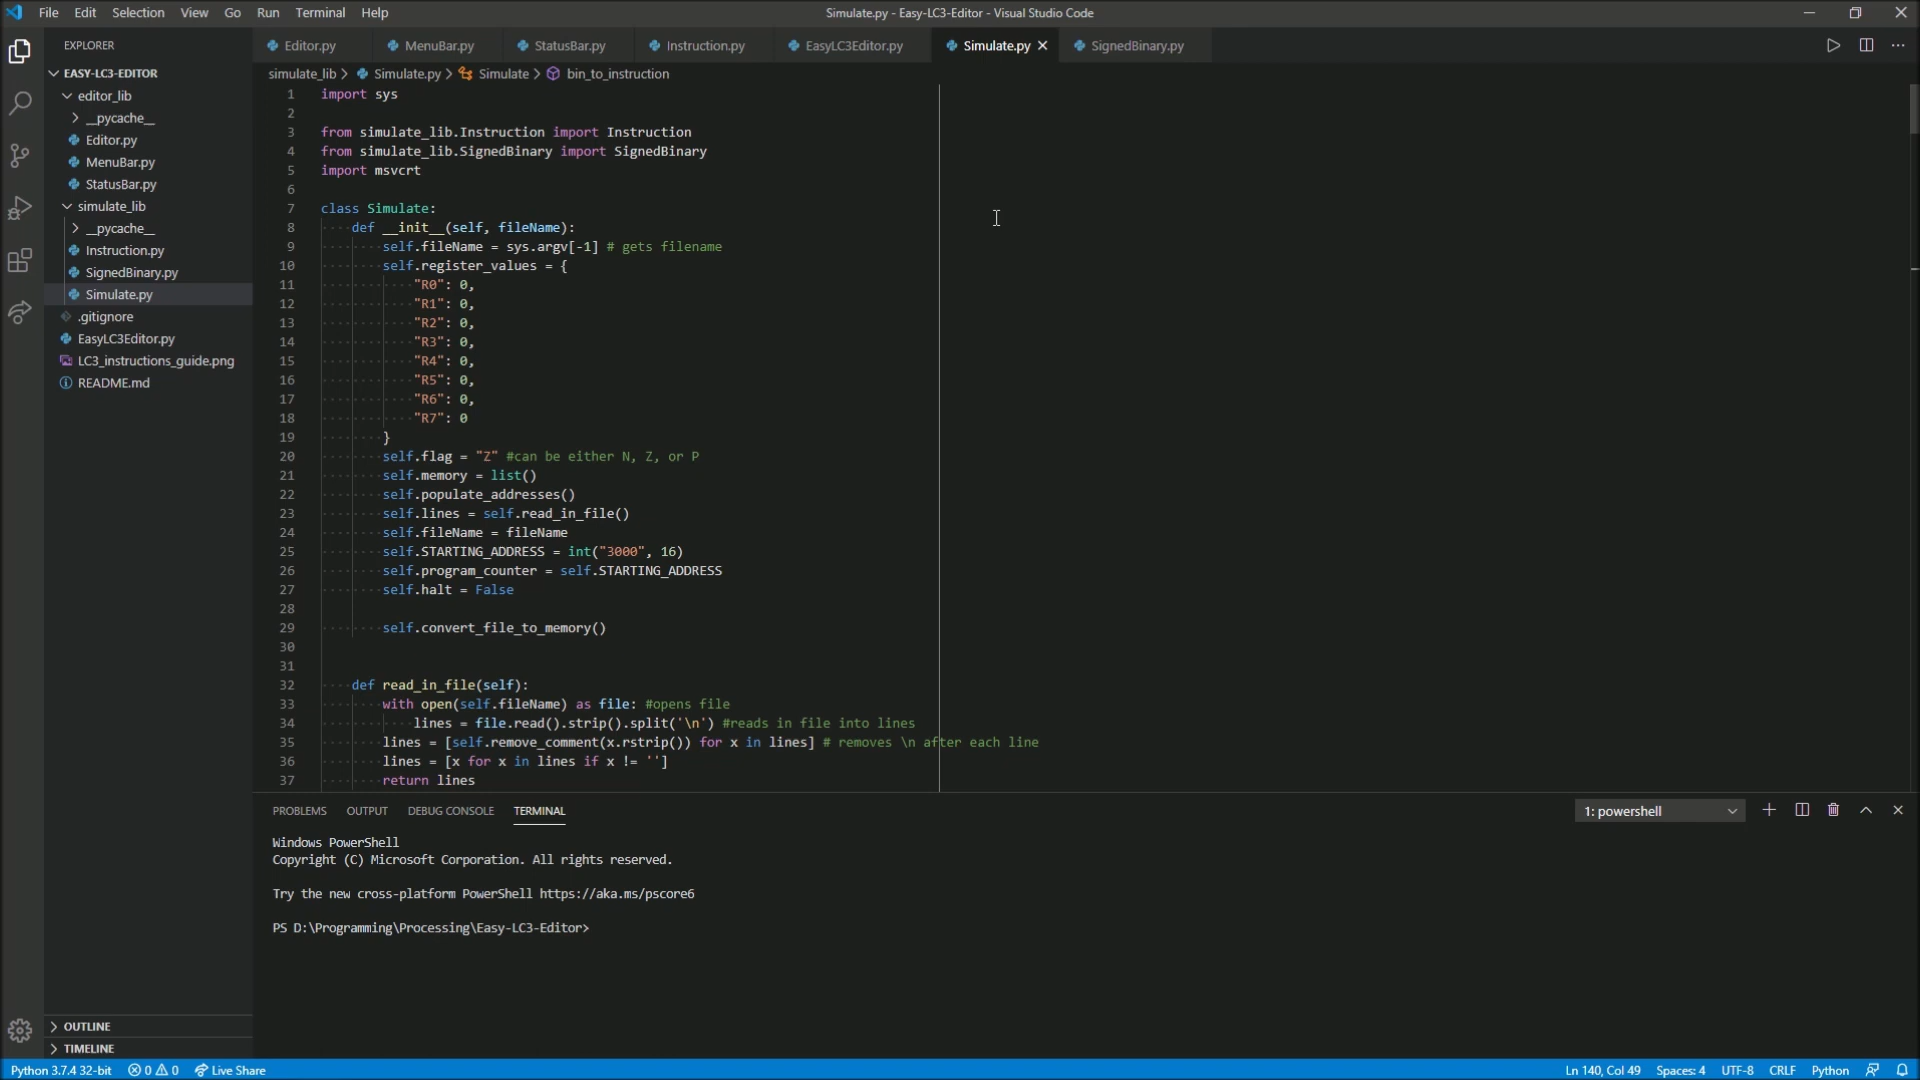 File Edit Selection View Go Run Terminal Help
Simulate.py - Easy-LC3-Editor - Visual Studio Code
EXPLORER
EASY-LC3-EDITOR
editor_lib
__pycache__
Editor.py
MenuBar.py
StatusBar.py
simulate_lib
__pycache__
Instruction.py
SignedBinary.py
Simulate.py
.gitignore
EasyLC3Editor.py
LC3_instructions_guide.png
README.md
OUTLINE
TIMELINE
Editor.py MenuBar.py StatusBar.py Instruction.py EasyLC3Editor.py Simulate.py SignedBinary.py
simulate_lib > Simulate.py > Simulate > bin_to_instruction
1 import sys
2
3 from simulate_lib.Instruction import Instruction
4 from simulate_lib.SignedBinary import SignedBinary
5 import msvcrt
6
7 class Simulate:
8 def __init__(self, fileName):
9 self.fileName = sys.argv[-1] # gets filename
10 self.register_values = {
11 "R0": 0,
12 "R1": 0,
13 "R2": 0,
14 "R3": 0,
15 "R4": 0,
16 "R5": 0,
17 "R6": 0,
18 "R7": 0
19 }
20 self.flag = "Z" #can be either N, Z, or P
21 self.memory = list()
22 self.populate_addresses()
23 self.lines = self.read_in_file()
24 self.fileName = fileName
25 self.STARTING_ADDRESS = int("3000", 16)
26 self.program_counter = self.STARTING_ADDRESS
27 self.halt = False
28
29 self.convert_file_to_memory()
30
31
32 def read_in_file(self):
33 with open(self.fileName) as file: #opens file
34 lines = file.read().strip().split('\n') #reads in file into lines
35 lines = [self.remove_comment(x.rstrip()) for x in lines] # removes \n after each line
36 lines = [x for x in lines if x != '']
37 return lines
PROBLEMS OUTPUT DEBUG CONSOLE TERMINAL
1: powershell
Windows PowerShell
Copyright (C) Microsoft Corporation. All rights reserved.
Try the new cross-platform PowerShell https://aka.ms/pscore6
PS D:\Programming\Processing\Easy-LC3-Editor>
Python 3.7.4 32-bit 0 0 Live Share
Ln 140, Col 49 Spaces: 4 UTF-8 CRLF Python